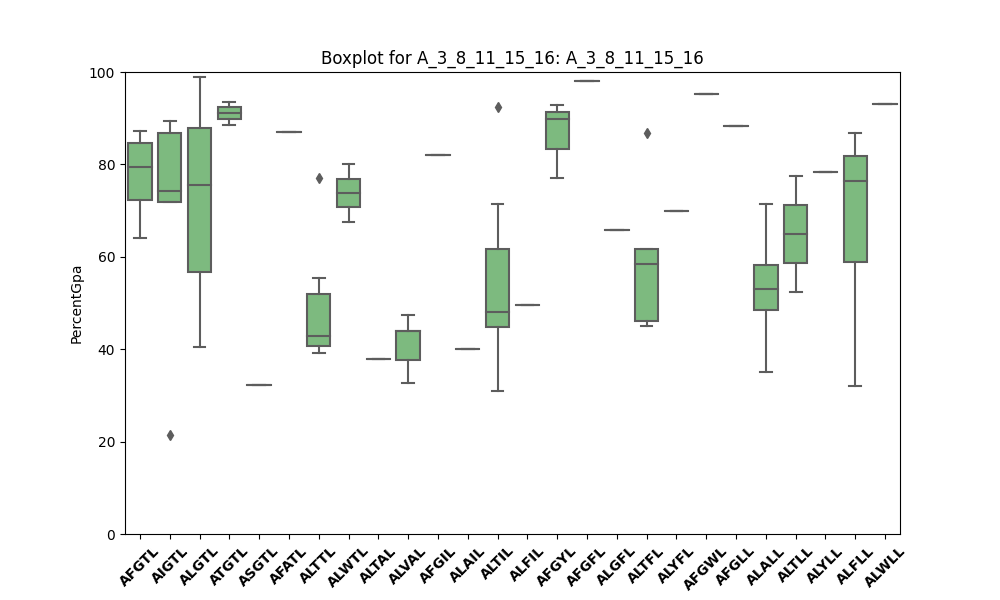 Boxplot for A_3_8_11_15_16: A_3_8_11_15_16
PercentGpa
100
80
60
40
20
0
AFGTL
AIGTL
ALGTL
ATGTL
ASGTL
AFATL
ALTTL
ALWTL
ALTAL
ALVAL
AFGIL
ALAIL
ALTIL
ALFIL
AFGYL
AFGFL
ALGFL
ALTFL
ALYFL
AFGWL
AFGLL
ALALL
ALTLL
ALYLL
ALFLL
ALWLL